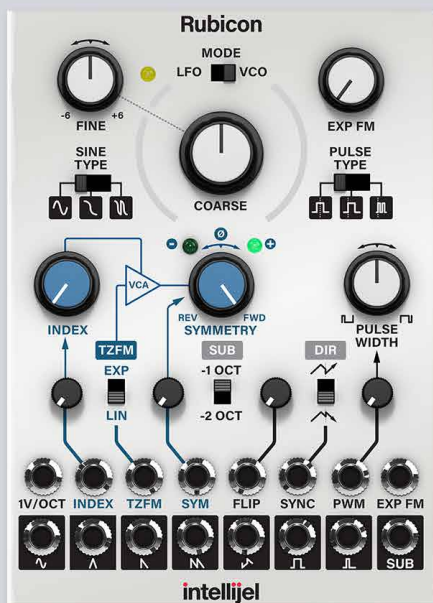 Rubicon
MODE
LFO VCO
-6 +6
FINE
EXP FM
SINE
TYPE
PULSE
TYPE
COARSE
- Ø +
VCA
INDEX
REV FWD
SYMMETRY
PULSE
WIDTH
TZFM
SUB
DIR
EXP
-1 OCT
LIN
-2 OCT
1V/OCT INDEX TZFM SYM FLIP SYNC PWM EXP FM
SUB
intellijel